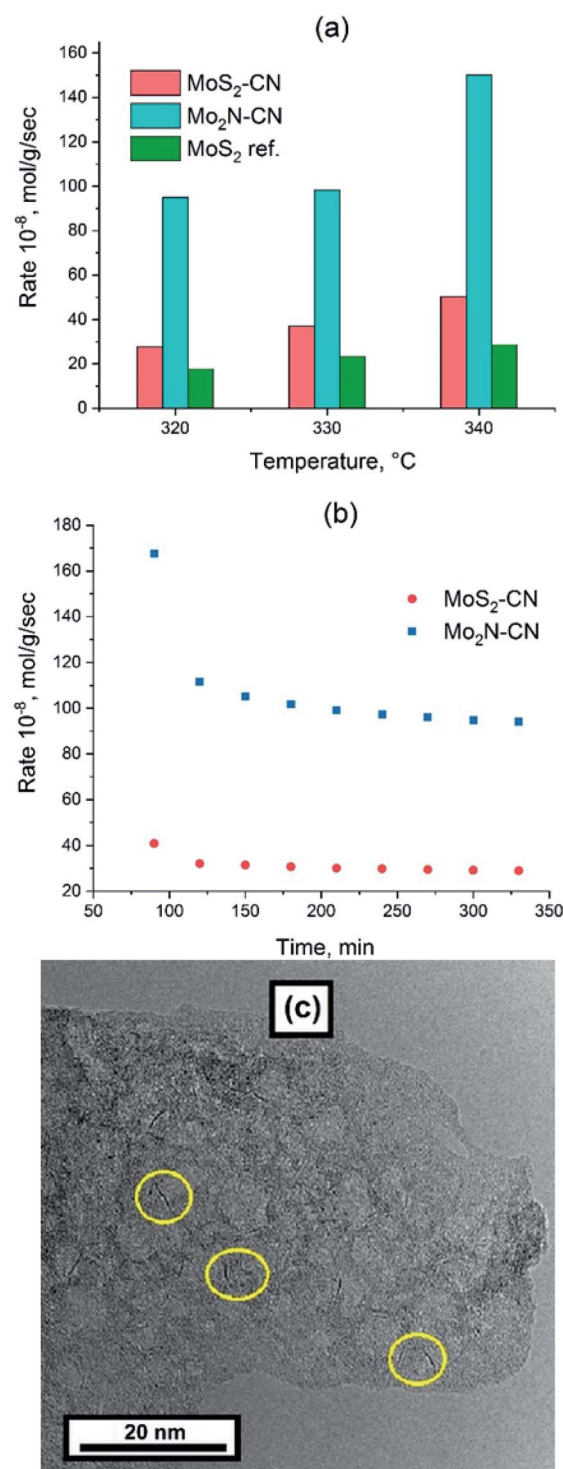 (a)
160
140
120
100
80
60
40
20
0
Rate 10⁻⁸, mol/g/sec
MoS₂-CN
Mo₂N-CN
MoS₂ ref.
320 330 340
Temperature, °C
(b)
180
160
140
120
100
80
60
40
20
Rate 10⁻⁸, mol/g/sec
MoS₂-CN
Mo₂N-CN
50 100 150 200 250 300 350
Time, min
(c)
20 nm